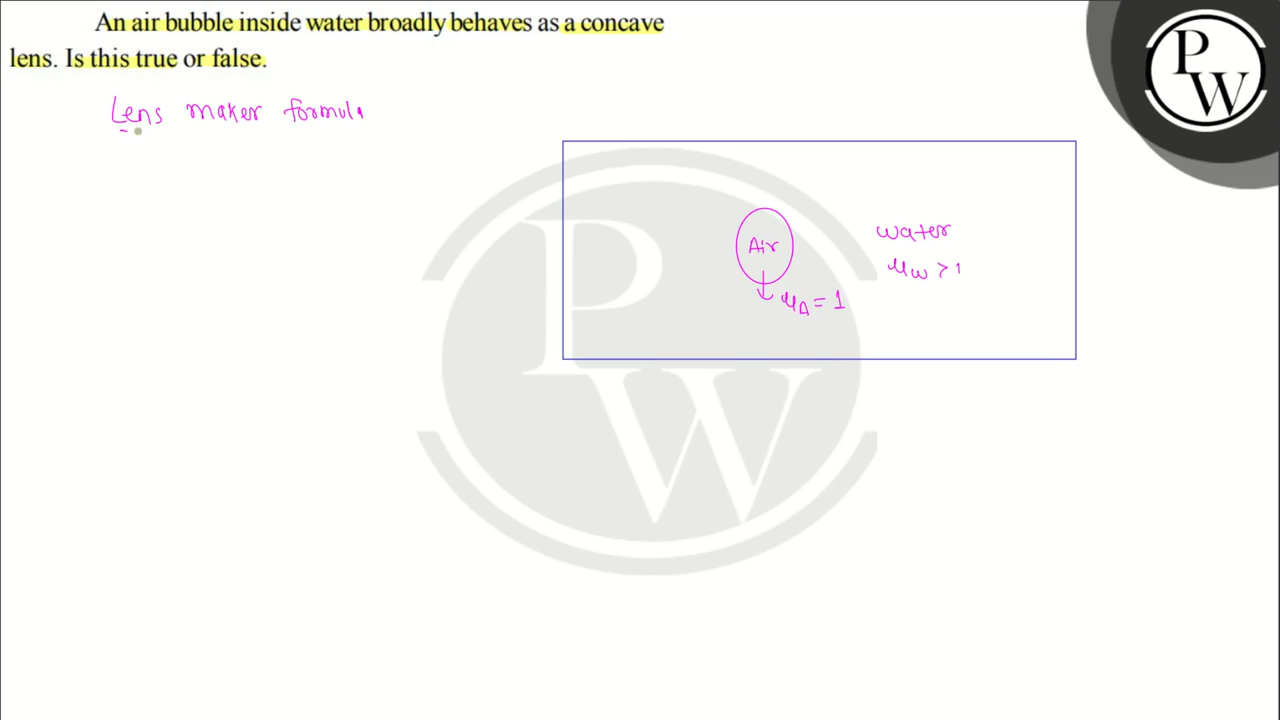 An air bubble inside water broadly behaves as a concave
lens. Is this true or false.
Lens maker formula
Air
water
μw > 1
μA = 1
P
W
P
W